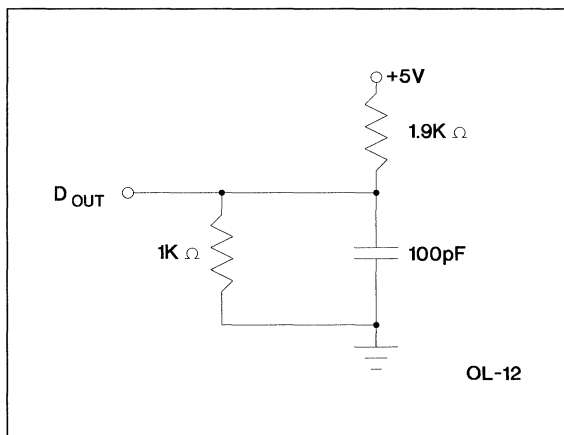 +5V
1.9K Ω
D OUT
1K Ω
100pF
OL-12